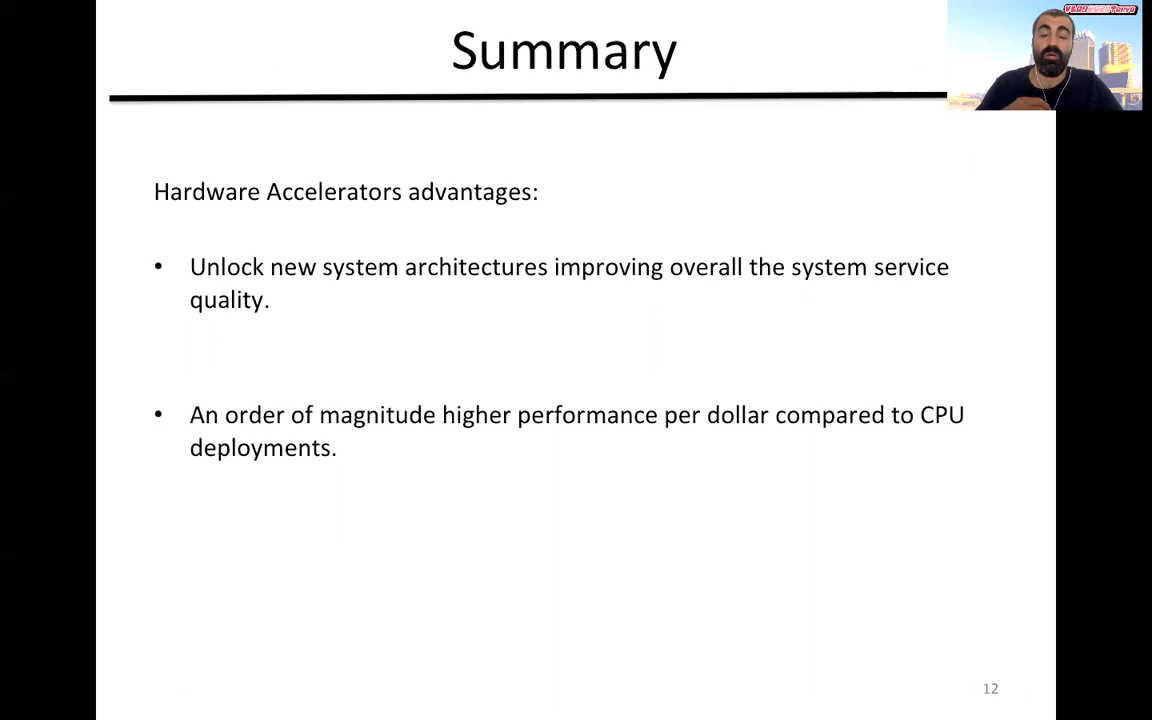 Summary
VLDB2020Tokyo
Hardware Accelerators advantages:
• Unlock new system architectures improving overall the system service
quality.
• An order of magnitude higher performance per dollar compared to CPU
deployments.
12